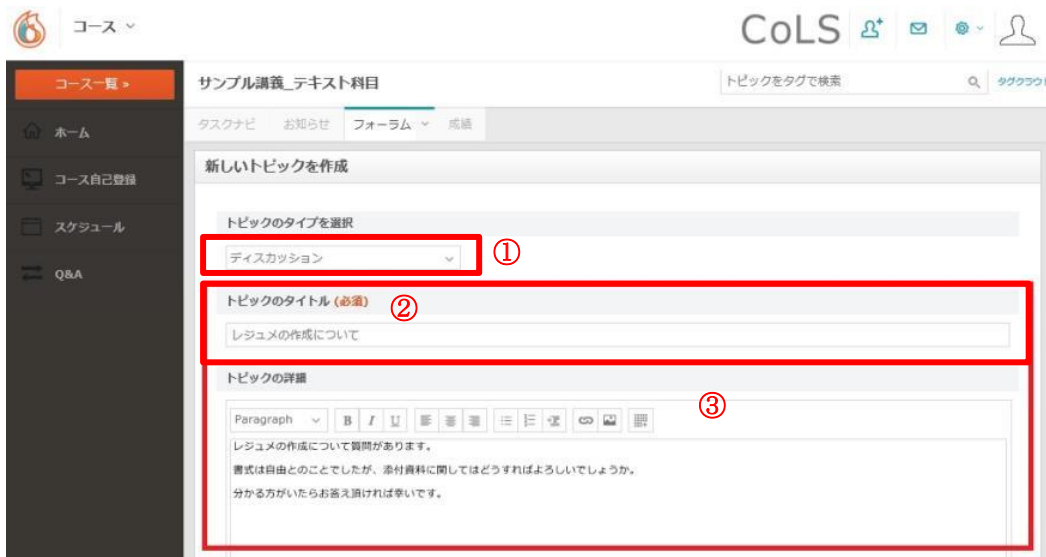 コース
CoLS
コース一覧 »
サンプル講義_テキスト科目
トピックをタグで検索
タグクラウド
ホーム
タスクナビ お知らせ フォーラム 成績
新しいトピックを作成
コース自己登録
トピックのタイプを選択
スケジュール
ディスカッション
①
Q&A
トピックのタイトル (必須)
②
レジュメの作成について
トピックの詳細
③
Paragraph B I U
レジュメの作成について質問があります。
書式は自由とのことでしたが、添付資料に関してはどうすればよろしいでしょうか。
分かる方がいたらお答え頂ければ幸いです。